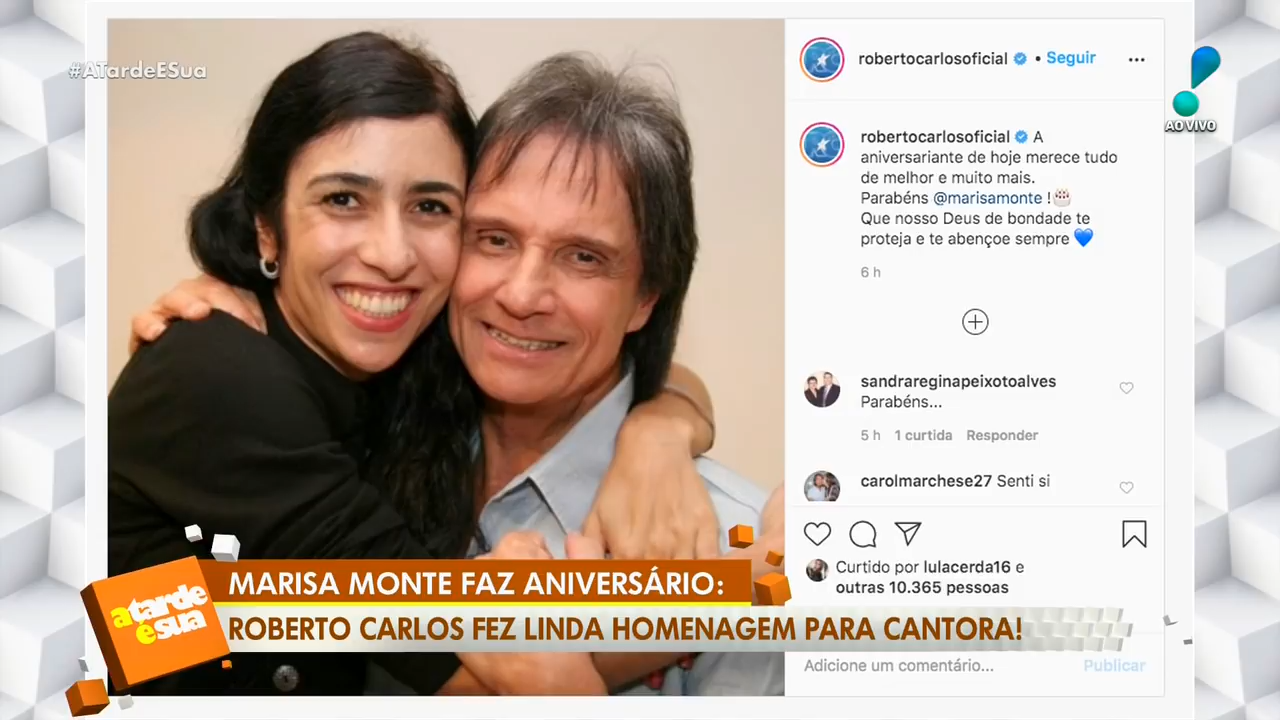 #ATardeÉSua
robertocarlosoficial • Seguir
AO VIVO
robertocarlosoficial A
aniversariante de hoje merece tudo
de melhor e muito mais.
Parabéns @marisamonte !🎂
Que nosso Deus de bondade te
proteja e te abençoe sempre 💙
6 h
sandrareginapeixotoalves
Parabéns...
5 h 1 curtida Responder
carolmarchese27 Senti si
Curtido por lulacerda16 e
outras 10.365 pessoas
a tarde
é sua
MARISA MONTE FAZ ANIVERSÁRIO:
ROBERTO CARLOS FEZ LINDA HOMENAGEM PARA CANTORA!
Adicione um comentário...
Publicar